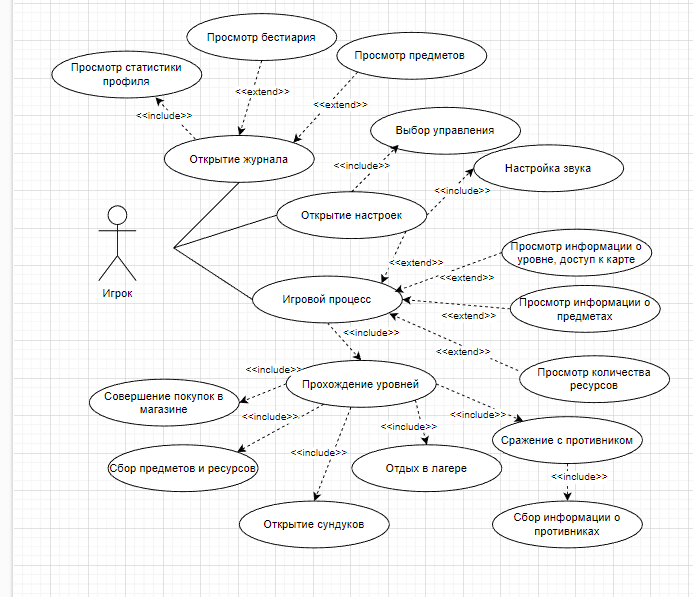 Просмотр бестиария
Просмотр предметов
Просмотр статистики
профиля
<<extend>>
<<extend>>
<<include>>
Выбор управления
Открытие журнала
<<include>>
Настройка звука
<<include>>
Открытие настроек
Просмотр информации о
уровне, доступ к карте
<<extend>>
<<extend>>
Игрок
Игровой процесс
Просмотр информации о
предметах
<<extend>>
<<include>>
<<extend>>
<<include>>
Просмотр количества
ресурсов
Прохождение уровней
Совершение покупок в
магазине
<<include>>
<<include>>
<<include>>
Сражение с противником
<<include>>
Сбор предметов и ресурсов
Отдых в лагере
<<include>>
Открытие сундуков
Сбор информации о
противниках